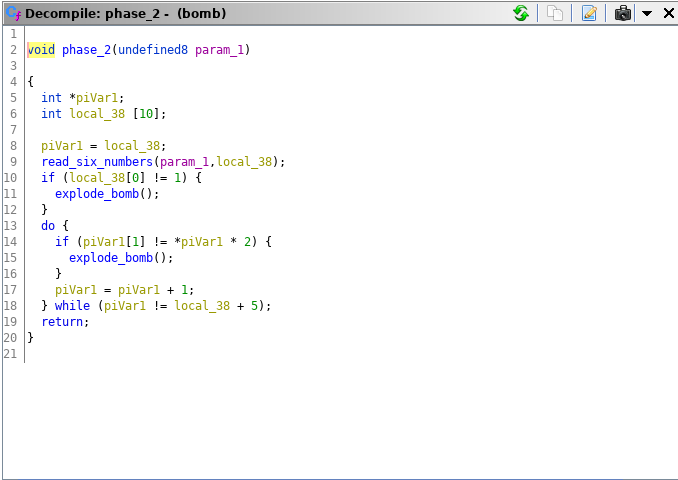 Decompile: phase_2 - (bomb)
1
2 void phase_2(undefined8 param_1)
3
4 {
5 int *piVar1;
6 int local_38 [10];
7
8 piVar1 = local_38;
9 read_six_numbers(param_1,local_38);
10 if (local_38[0] != 1) {
11 explode_bomb();
12 }
13 do {
14 if (piVar1[1] != *piVar1 * 2) {
15 explode_bomb();
16 }
17 piVar1 = piVar1 + 1;
18 } while (piVar1 != local_38 + 5);
19 return;
20 }
21